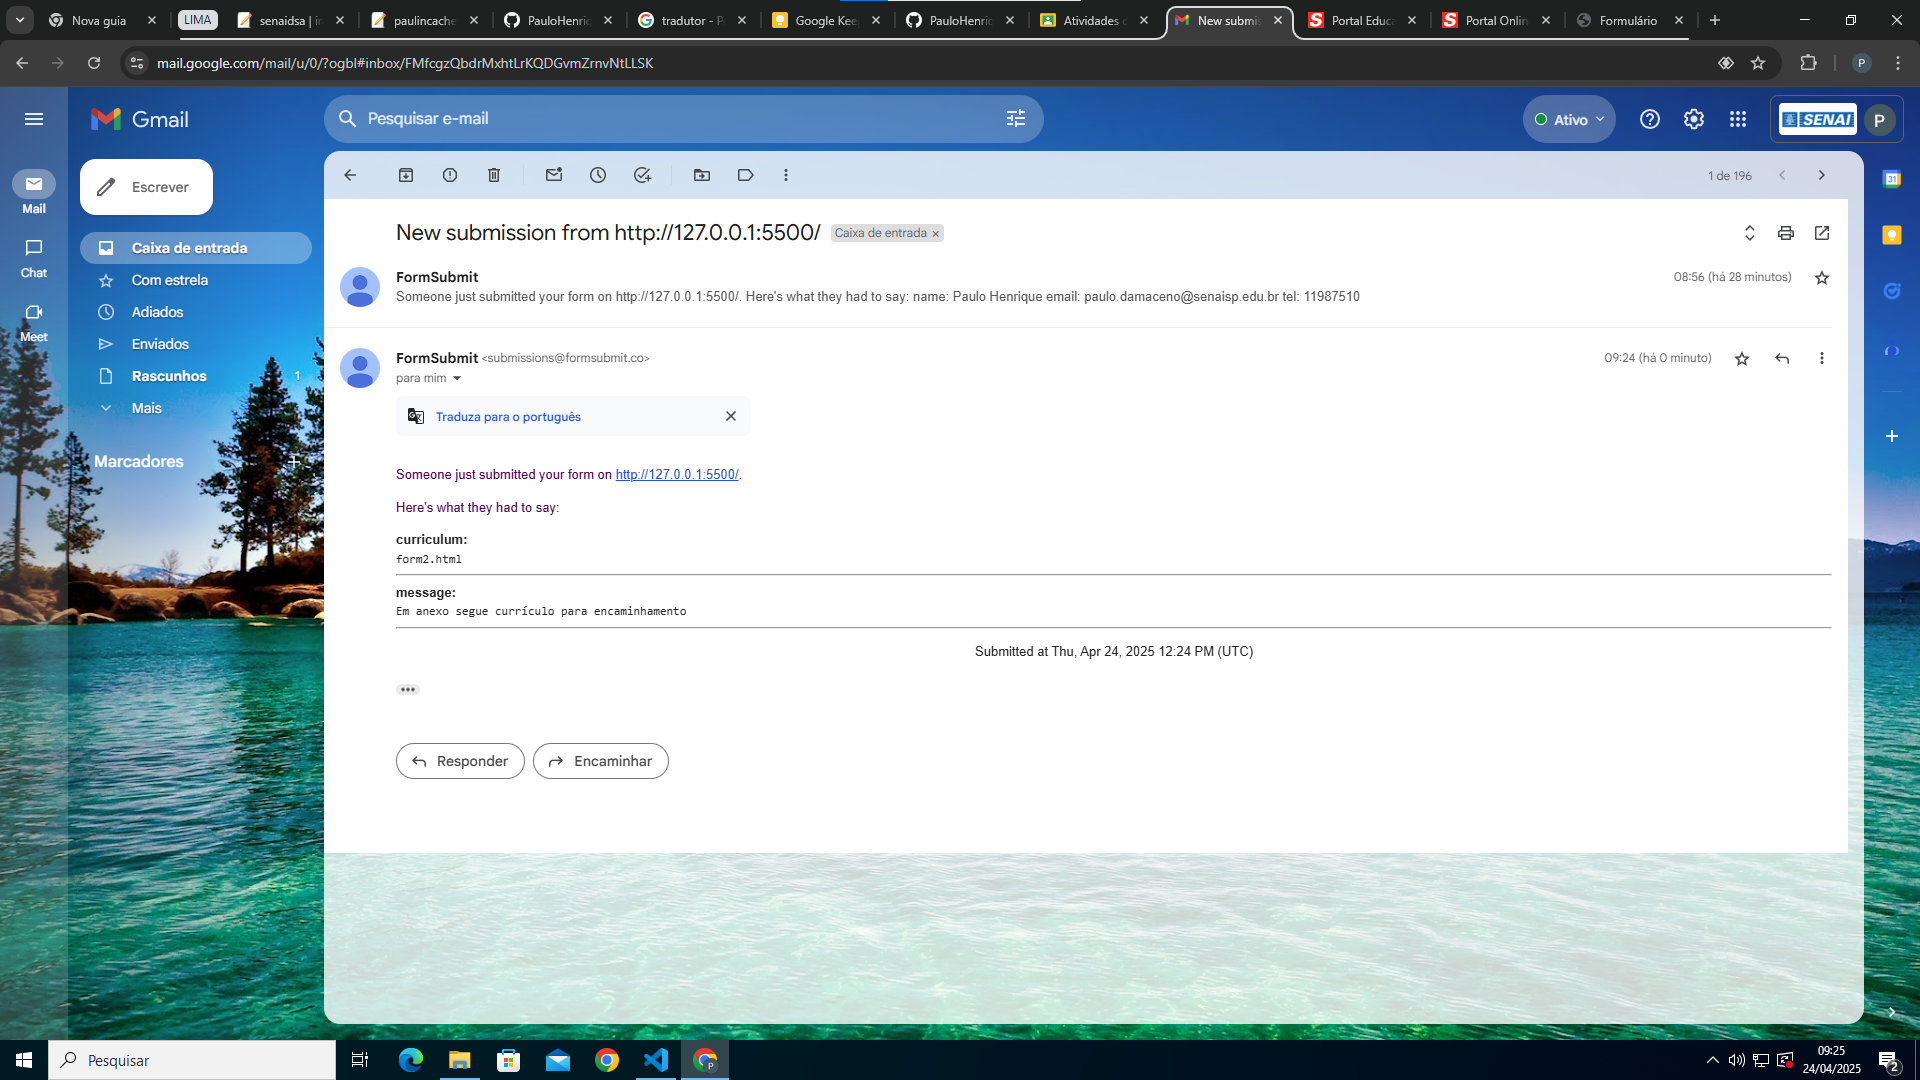 Nova guia
LIMA
senaidsa | in
paulincache
PauloHenriq
tradutor - Pe
Google Kee
PauloHenriq
Atividades d
New submis
Portal Educa
Portal Onlin
Formulário
mail.google.com/mail/u/0/?ogbl#inbox/FMfcgzQbdrMxhtLrKQDGvmZrnvNtLLSK
P
Gmail
Pesquisar e-mail
Ativo
SENAI
P
Escrever
1 de 196
Mail
Chat
Meet
Caixa de entrada
Com estrela
Adiados
Enviados
Rascunhos 1
Mais
Marcadores
New submission from http://127.0.0.1:5500/ Caixa de entrada ×
FormSubmit 08:56 (há 28 minutos)
Someone just submitted your form on http://127.0.0.1:5500/. Here's what they had to say: name: Paulo Henrique email: paulo.damaceno@senaisp.edu.br tel: 11987510
FormSubmit <submissions@formsubmit.co> 09:24 (há 0 minuto)
para mim
Traduza para o português
Someone just submitted your form on http://127.0.0.1:5500/.
Here's what they had to say:
curriculum:
form2.html
message:
Em anexo segue currículo para encaminhamento
Submitted at Thu, Apr 24, 2025 12:24 PM (UTC)
Responder
Encaminhar
31
Pesquisar
P
09:25
24/04/2025
2